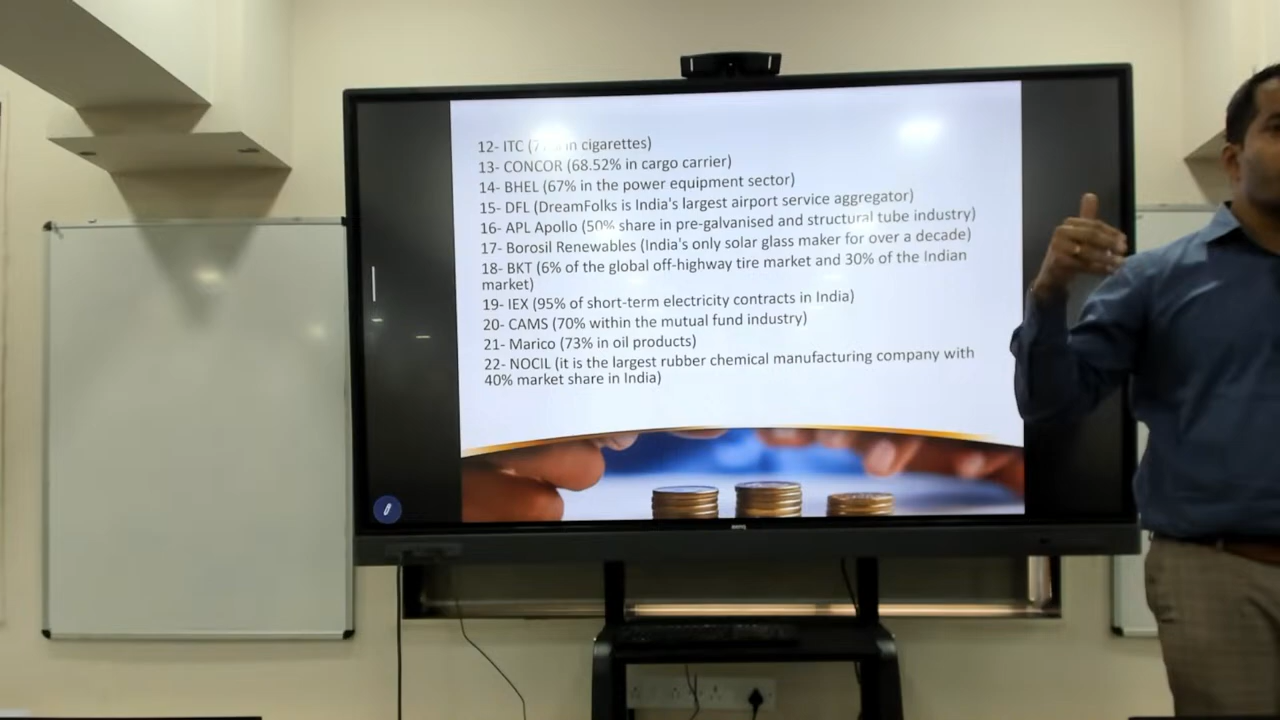 12- ITC (7 in cigarettes)
13- CONCOR (68.52% in cargo carrier)
14- BHEL (67% in the power equipment sector)
15- DFL (DreamFolks is India's largest airport service aggregator)
16- APL Apollo (50% share in pre-galvanised and structural tube industry)
17- Borosil Renewables (India's only solar glass maker for over a decade)
18- BKT (6% of the global off-highway tire market and 30% of the Indian
market)
19- IEX (95% of short-term electricity contracts in India)
20- CAMS (70% within the mutual fund industry)
21- Marico (73% in oil products)
22- NOCIL (it is the largest rubber chemical manufacturing company with
40% market share in India)